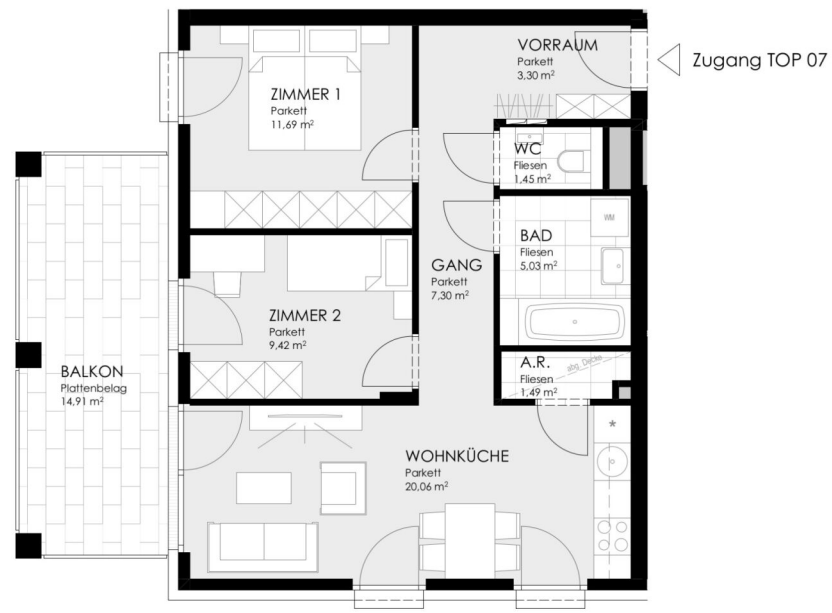 VORRAUM
Parkett
3,30 m²
Zugang TOP 07
ZIMMER 1
Parkett
11,69 m²
WC
Fliesen
1,45 m²
WM
BAD
Fliesen
5,03 m²
GANG
Parkett
7,30 m²
ZIMMER 2
Parkett
9,42 m²
BALKON
Plattenbelag
14,91 m²
A.R.
Fliesen
1,49 m²
abg. Decke
WOHNKÜCHE
Parkett
20,06 m²
*